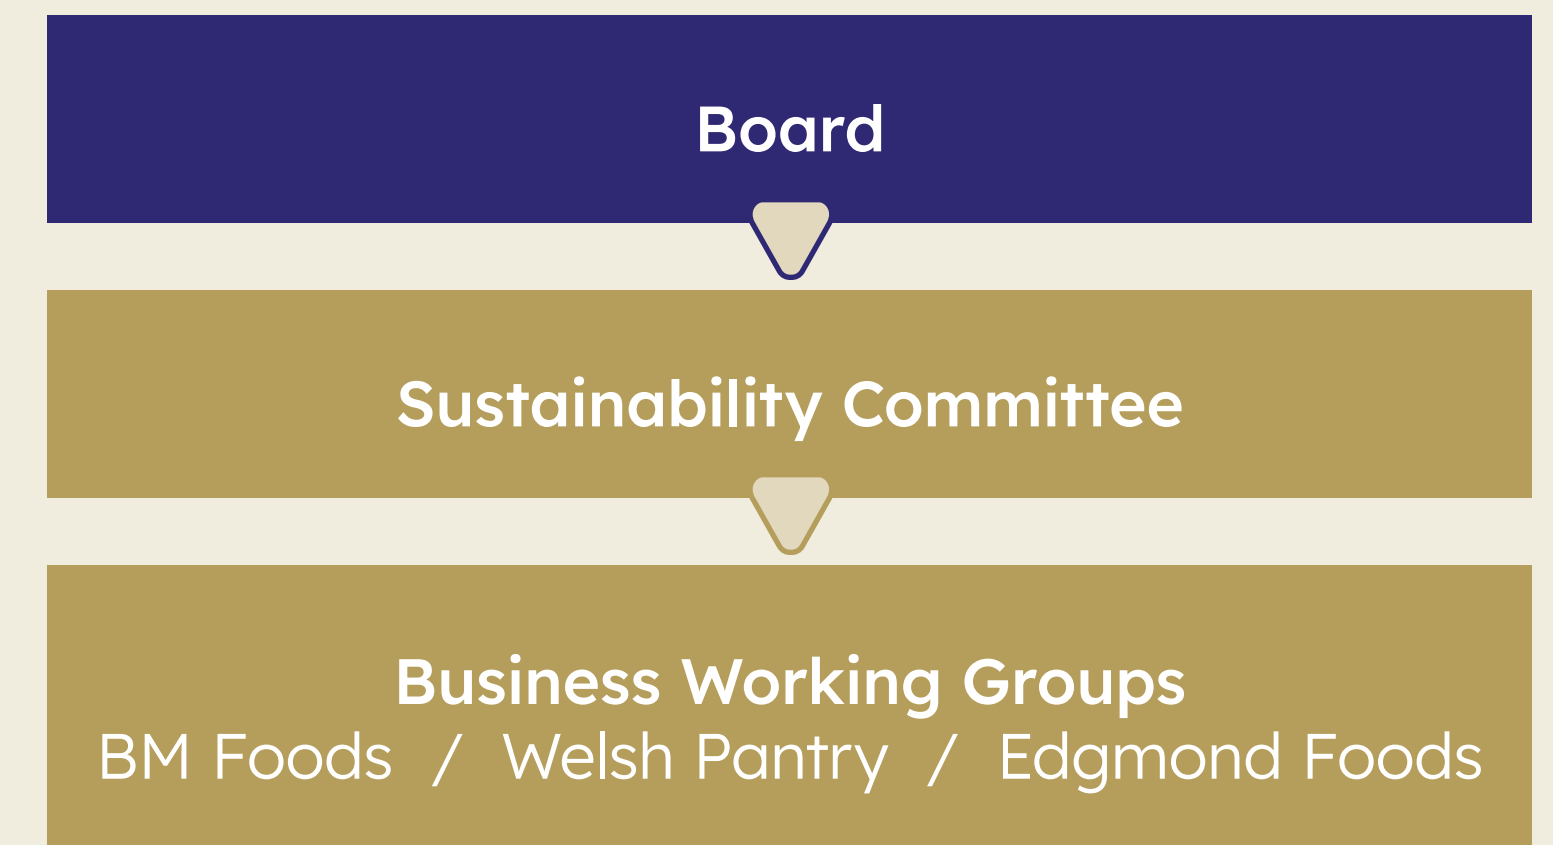 Board
Sustainability Committee
Business Working Groups
BM Foods / Welsh Pantry / Edgmond Foods